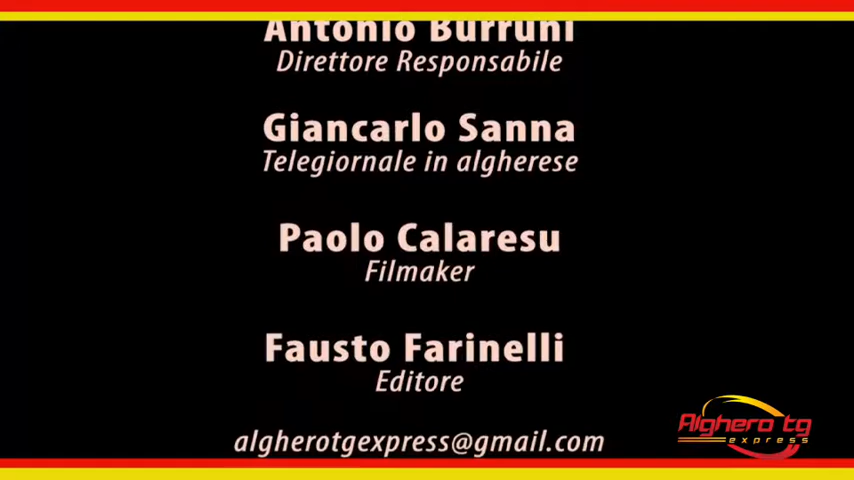 Antonio Burruni
Direttore Responsabile
Giancarlo Sanna
Telegiornale in algherese
Paolo Calaresu
Filmaker
Fausto Farinelli
Editore
algherotgexpress@gmail.com
Alghero tg
express